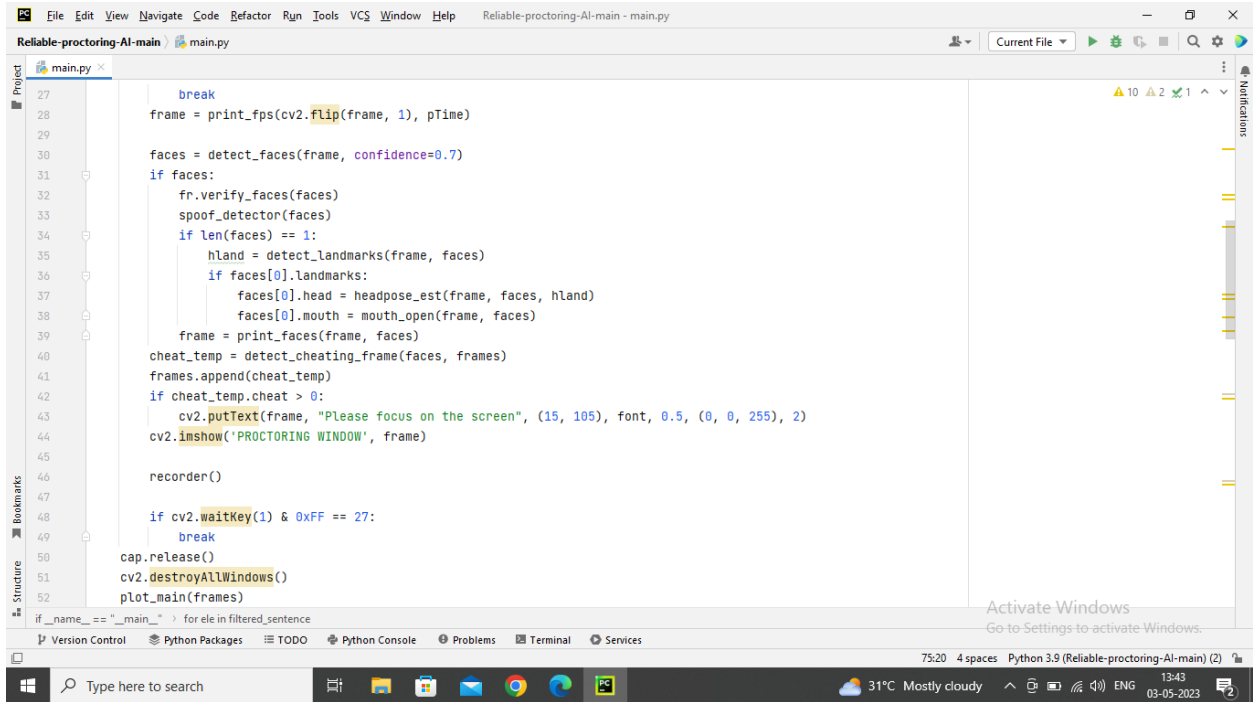 PC File Edit View Navigate Code Refactor Run Tools VCS Window Help Reliable-proctoring-AI-main - main.py
Reliable-proctoring-AI-main main.py Current File
Project main.py
Notifications
27 break
28 frame = print_fps(cv2.flip(frame, 1), pTime)
29
30 faces = detect_faces(frame, confidence=0.7)
31 if faces:
32 fr.verify_faces(faces)
33 spoof_detector(faces)
34 if len(faces) == 1:
35 hland = detect_landmarks(frame, faces)
36 if faces[0].landmarks:
37 faces[0].head = headpose_est(frame, faces, hland)
38 faces[0].mouth = mouth_open(frame, faces)
39 frame = print_faces(frame, faces)
40 cheat_temp = detect_cheating_frame(faces, frames)
41 frames.append(cheat_temp)
42 if cheat_temp.cheat > 0:
43 cv2.putText(frame, "Please focus on the screen", (15, 105), font, 0.5, (0, 0, 255), 2)
44 cv2.imshow('PROCTORING WINDOW', frame)
45
46 recorder()
47
48 if cv2.waitKey(1) & 0xFF == 27:
49 break
50 cap.release()
51 cv2.destroyAllWindows()
52 plot_main(frames)
10 2 1
Bookmarks
Structure
if __name__ == "__main__" for ele in filtered_sentence
Activate Windows
Go to Settings to activate Windows.
Version Control Python Packages TODO Python Console Problems Terminal Services
75:20 4 spaces Python 3.9 (Reliable-proctoring-AI-main) (2)
Type here to search PC 31°C Mostly cloudy ENG 13:43
03-05-2023 2